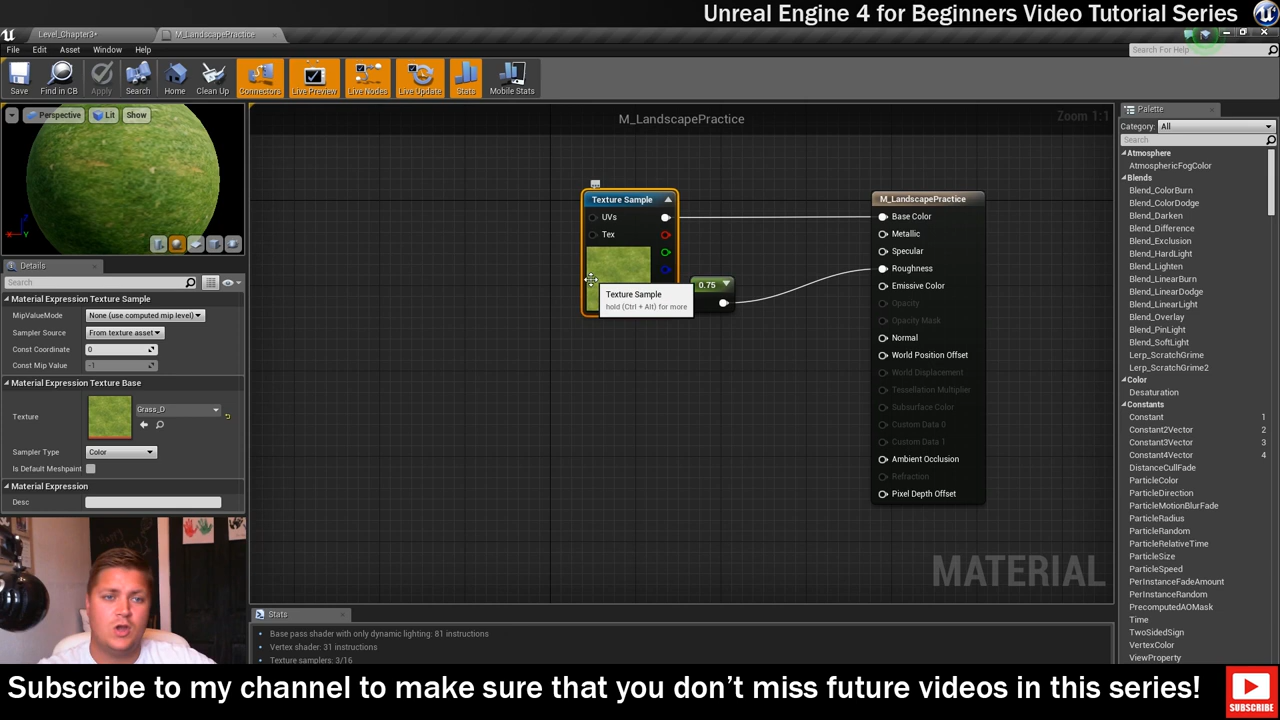 Unreal Engine 4 for Beginners Video Tutorial Series
Level_Chapter3*
M_LandscapePractice
File Edit Asset Window Help
Search For Help
Save Find in CB Apply Search Home Clean Up Connectors Live Preview Live Nodes Live Update Stats Mobile Stats
Perspective Lit Show
M_LandscapePractice
Zoom 1:1
Palette
Category: All
Search
Atmosphere
AtmosphericFogColor
Blends
Blend_ColorBurn
Blend_ColorDodge
Blend_Darken
Blend_Difference
Blend_Exclusion
Blend_HardLight
Blend_Lighten
Blend_LinearBurn
Blend_LinearDodge
Blend_LinearLight
Blend_Overlay
Blend_PinLight
Blend_SoftLight
Lerp_ScratchGrime
Lerp_ScratchGrime2
Color
Desaturation
Constants
Constant 1
Constant2Vector 2
Constant3Vector 3
Constant4Vector 4
DistanceCullFade
ParticleColor
ParticleDirection
ParticleMotionBlurFade
ParticleRadius
ParticleRandom
ParticleRelativeTime
ParticleSize
ParticleSpeed
PerInstanceFadeAmount
PerInstanceRandom
PrecomputedAOMask
Time
TwoSidedSign
VertexColor
ViewProperty
Texture Sample
UVs
Tex
Texture Sample
hold (Ctrl + Alt) for more
0.75
M_LandscapePractice
Base Color
Metallic
Specular
Roughness
Emissive Color
Opacity
Opacity Mask
Normal
World Position Offset
World Displacement
Tessellation Multiplier
Subsurface Color
Custom Data 0
Custom Data 1
Ambient Occlusion
Refraction
Pixel Depth Offset
MATERIAL
Details
Search
Material Expression Texture Sample
MipValueMode None (use computed mip level)
Sampler Source From texture asset
Const Coordinate 0
Const Mip Value -1
Material Expression Texture Base
Texture Grass_D
Sampler Type Color
Is Default Meshpaint
Material Expression
Desc
Stats
Base pass shader with only dynamic lighting: 81 instructions
Vertex shader: 31 instructions
Texture samplers: 3/16
Subscribe to my channel to make sure that you don't miss future videos in this series!
SUBSCRIBE